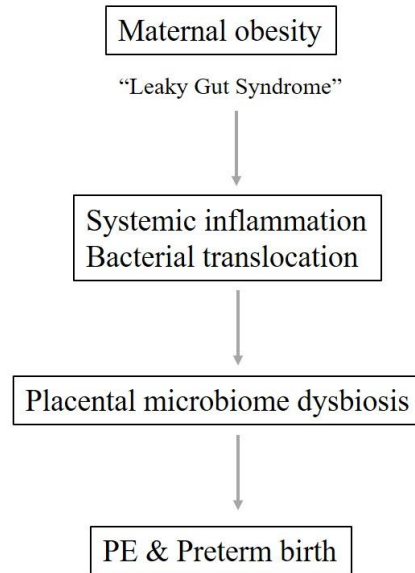 Maternal obesity
“Leaky Gut Syndrome”
Systemic inflammation
Bacterial translocation
Placental microbiome dysbiosis
PE & Preterm birth